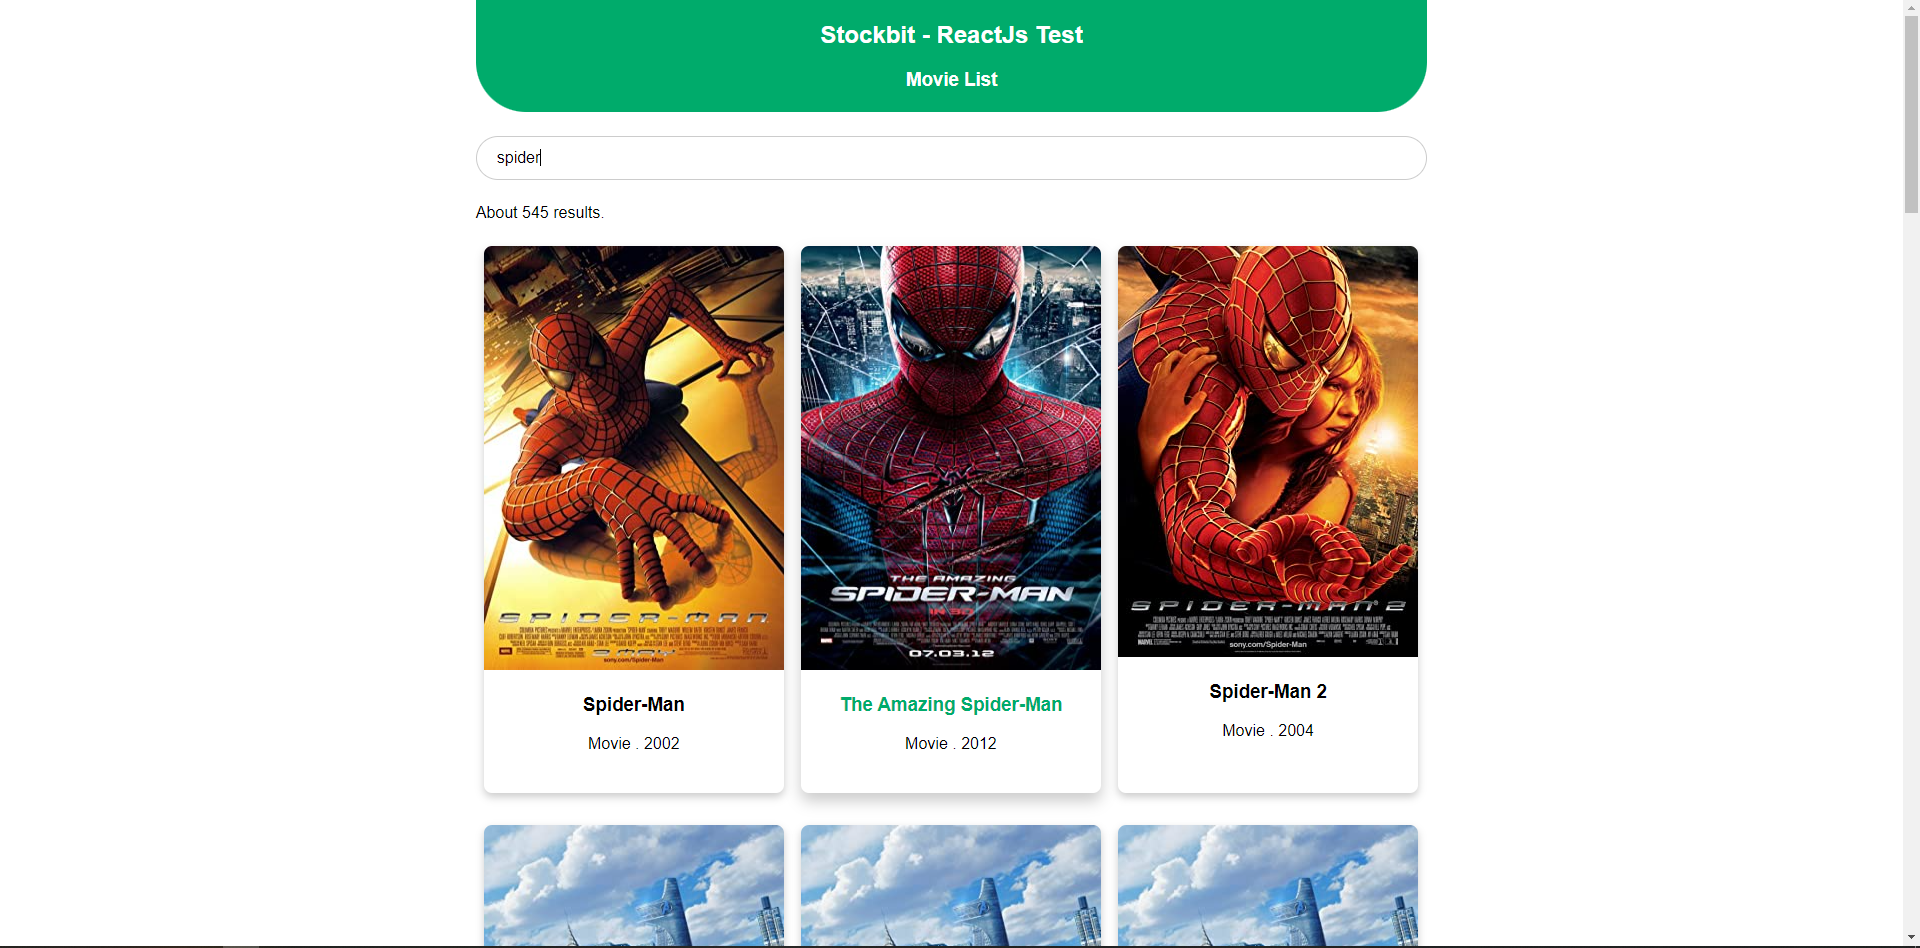 Stockbit - ReactJs Test
Movie List
spider
About 545 results.
SPIDER-MAN
sony.com/Spider-Man
THE AMAZING
SPIDER-MAN
IN 3D
07.03.12
SPIDER-MAN 2
sony.com/Spider-Man
Spider-Man
Movie . 2002
The Amazing Spider-Man
Movie . 2012
Spider-Man 2
Movie . 2004